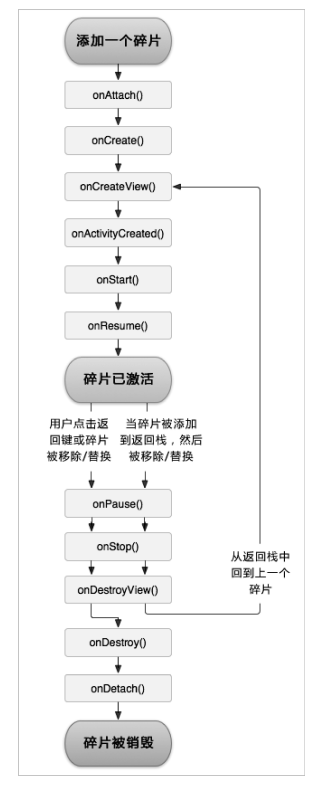 添加一个碎片
onAttach()
onCreate()
onCreateView()
onActivityCreated()
onStart()
onResume()
碎片已激活
用户点击返
回键或碎片
被移除/替换
当碎片被添加
到返回栈，然后
被移除/替换
onPause()
onStop()
onDestroyView()
从返回栈中
回到上一个
碎片
onDestroy()
onDetach()
碎片被销毁